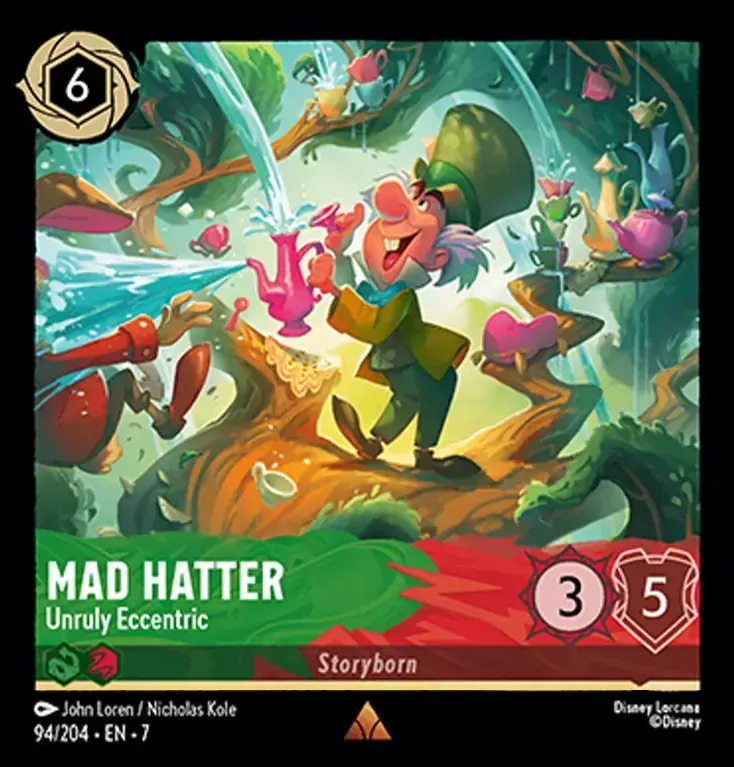 6
MAD HATTER
Unruly Eccentric
3
5
Storyborn
John Loren / Nicholas Kole
94/204 • EN • 7
Disney Lorcana
©Disney